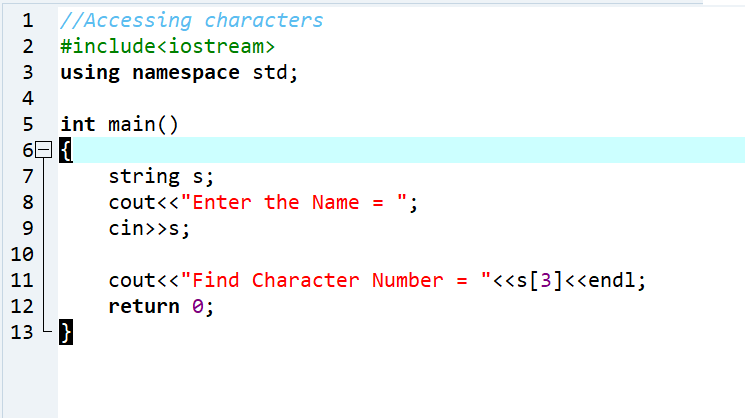 1 //Accessing characters
2 #include<iostream>
3 using namespace std;
4
5 int main()
6 {
7 string s;
8 cout<<"Enter the Name = ";
9 cin>>s;
10
11 cout<<"Find Character Number = "<<s[3]<<endl;
12 return 0;
13 }